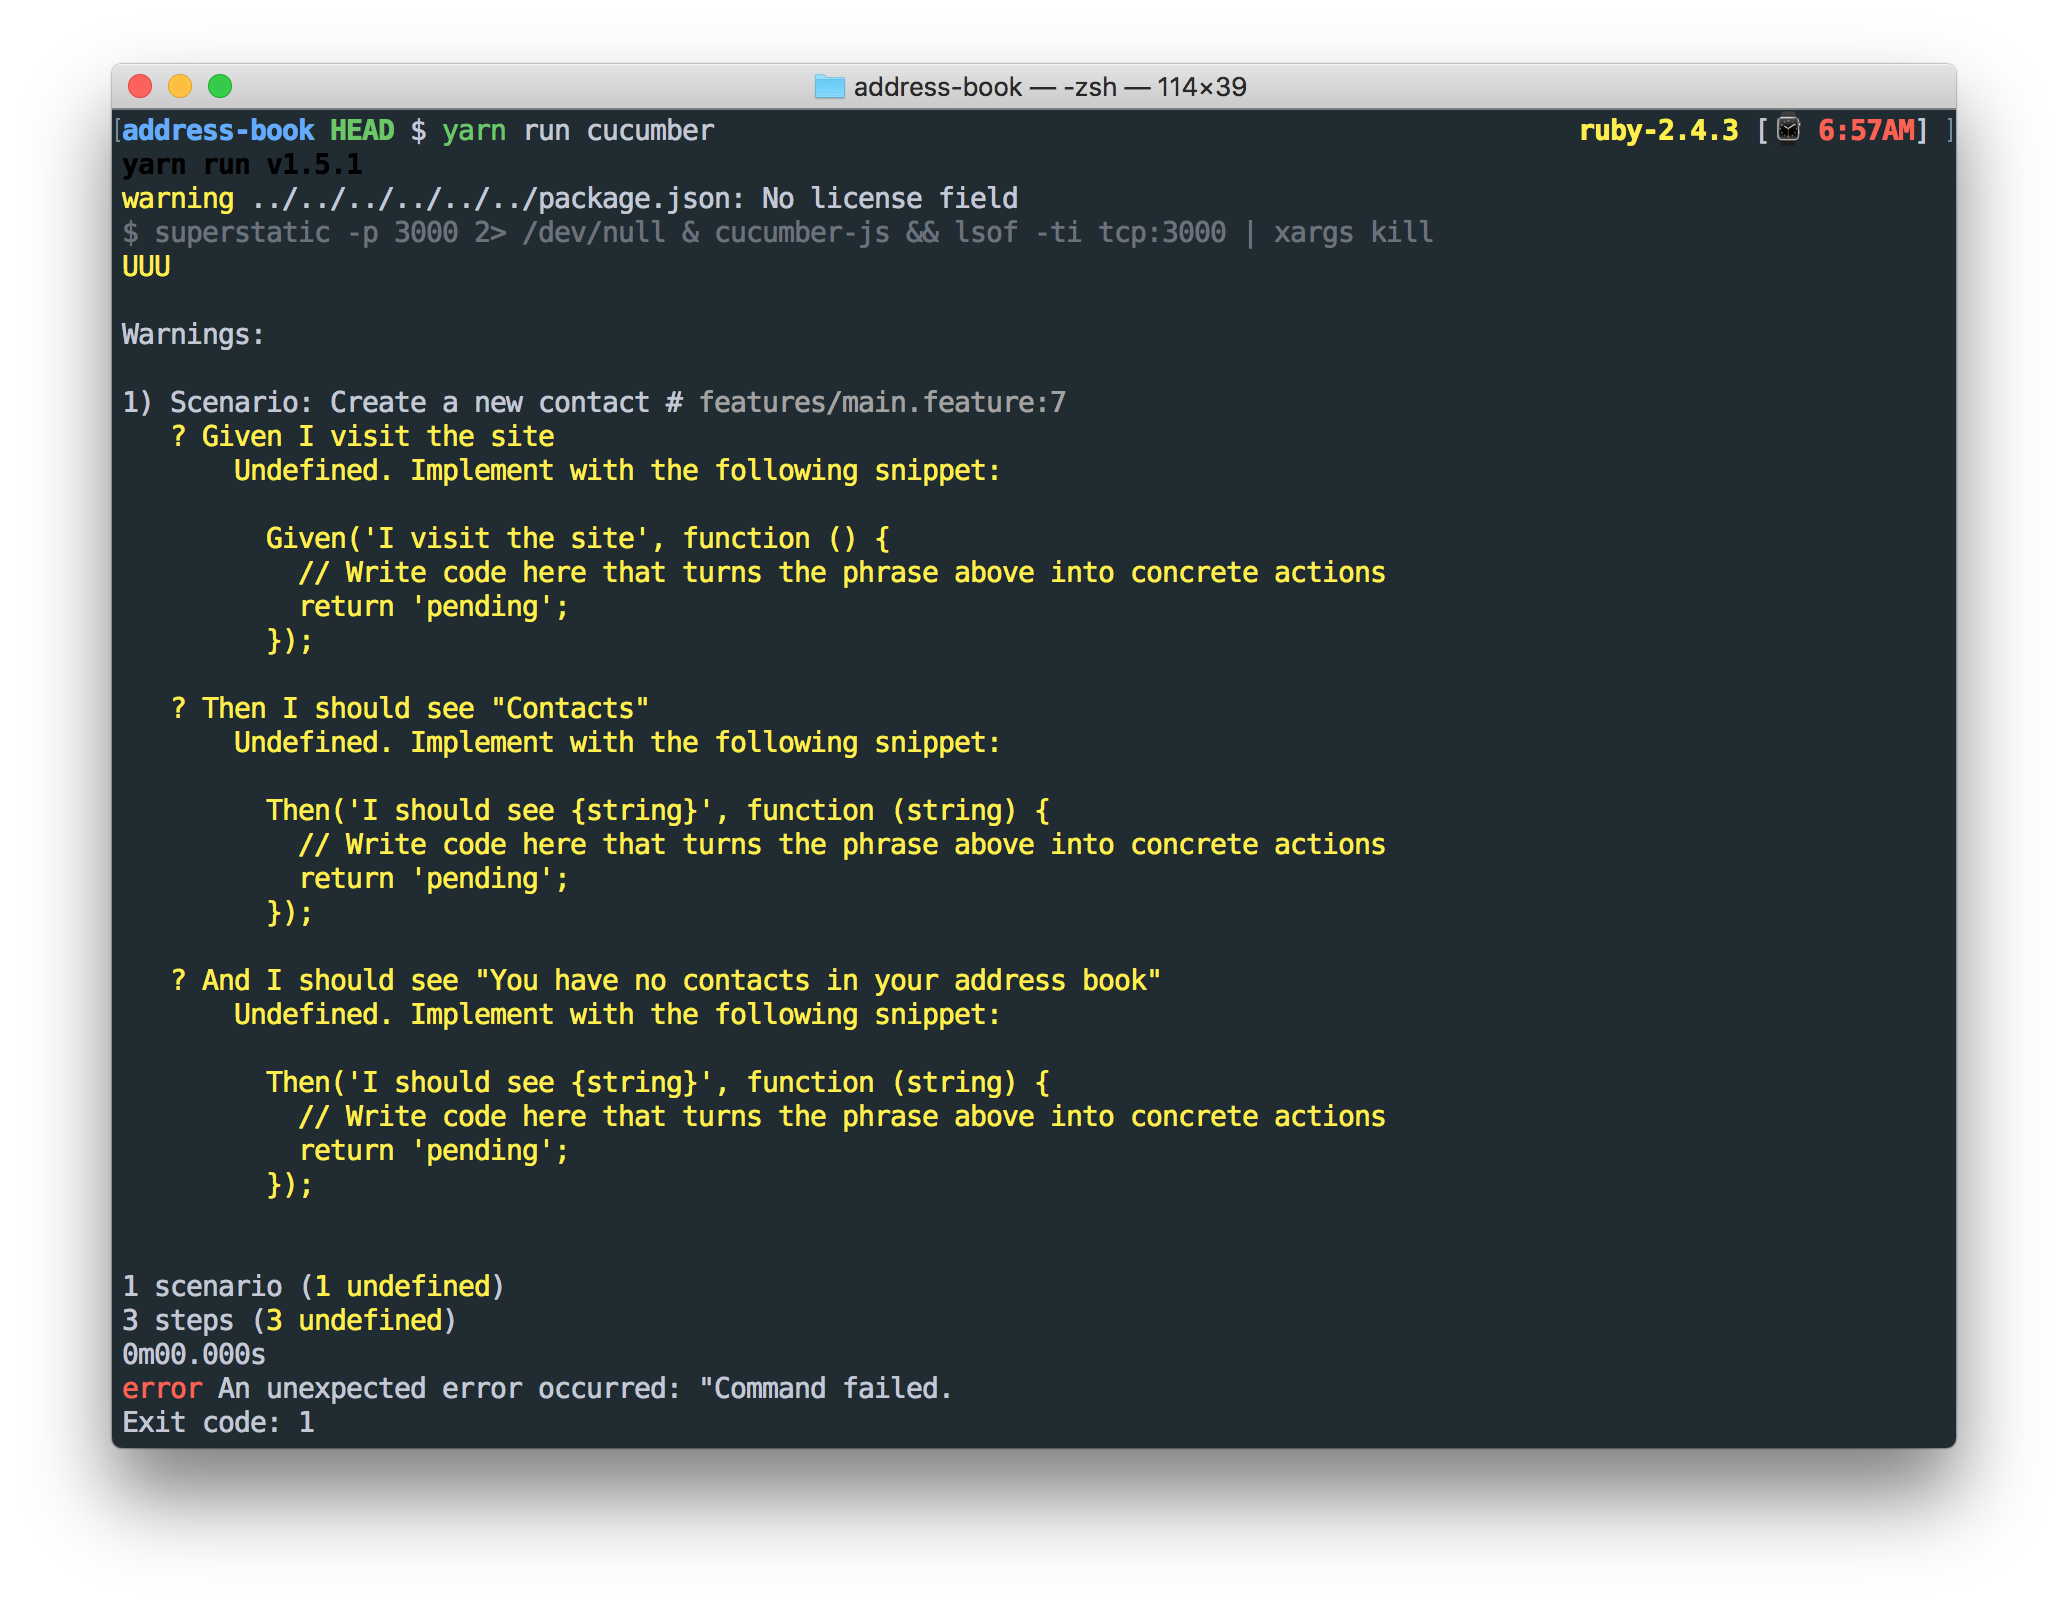 address-book — -zsh — 114×39
[address-book HEAD $ yarn run cucumber ruby-2.4.3 [⌚ 6:57AM] ]
yarn run v1.5.1
warning ../../../../../../package.json: No license field
$ superstatic -p 3000 2> /dev/null & cucumber-js && lsof -ti tcp:3000 | xargs kill
UUU
Warnings:
1) Scenario: Create a new contact # features/main.feature:7
? Given I visit the site
Undefined. Implement with the following snippet:
Given('I visit the site', function () {
// Write code here that turns the phrase above into concrete actions
return 'pending';
});
? Then I should see "Contacts"
Undefined. Implement with the following snippet:
Then('I should see {string}', function (string) {
// Write code here that turns the phrase above into concrete actions
return 'pending';
});
? And I should see "You have no contacts in your address book"
Undefined. Implement with the following snippet:
Then('I should see {string}', function (string) {
// Write code here that turns the phrase above into concrete actions
return 'pending';
});
1 scenario (1 undefined)
3 steps (3 undefined)
0m00.000s
error An unexpected error occurred: "Command failed.
Exit code: 1